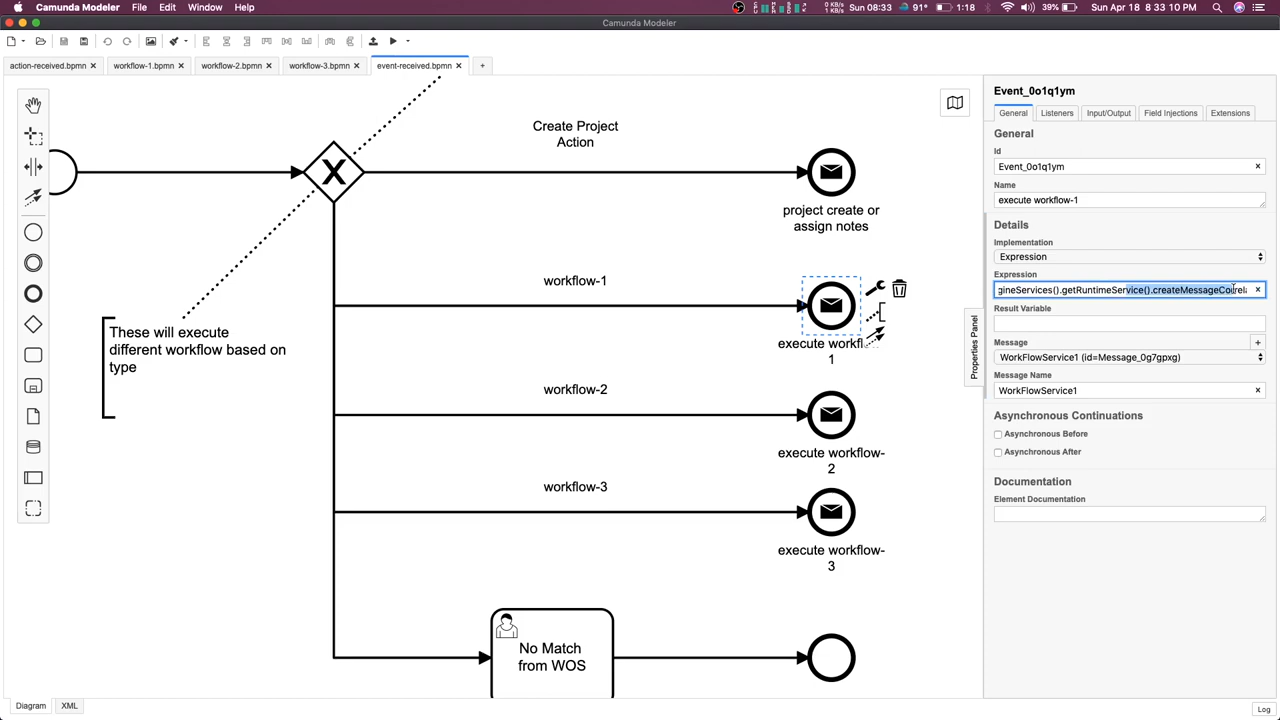 Camunda Modeler File Edit Window Help
0 KB/s
0 KB/s
Sun 08:33 91° 1:18 39% Sun Apr 18 8:33:10 PM
Camunda Modeler
action-received.bpmn workflow-1.bpmn workflow-2.bpmn workflow-3.bpmn event-received.bpmn
Create Project
Action
X
project create or
assign notes
workflow-1
execute workfl
1
These will execute
different workflow based on
type
workflow-2
execute workflow-
2
workflow-3
execute workflow-
3
No Match
from WOS
Properties Panel
Event_0o1q1ym
General Listeners Input/Output Field Injections Extensions
General
Id
Event_0o1q1ym
Name
execute workflow-1
Details
Implementation
Expression
Expression
gineServices().getRuntimeService().createMessageCorrela
Result Variable
Message
WorkFlowService1 (id=Message_0g7gpxg)
Message Name
WorkFlowService1
Asynchronous Continuations
Asynchronous Before
Asynchronous After
Documentation
Element Documentation
Diagram XML
Log